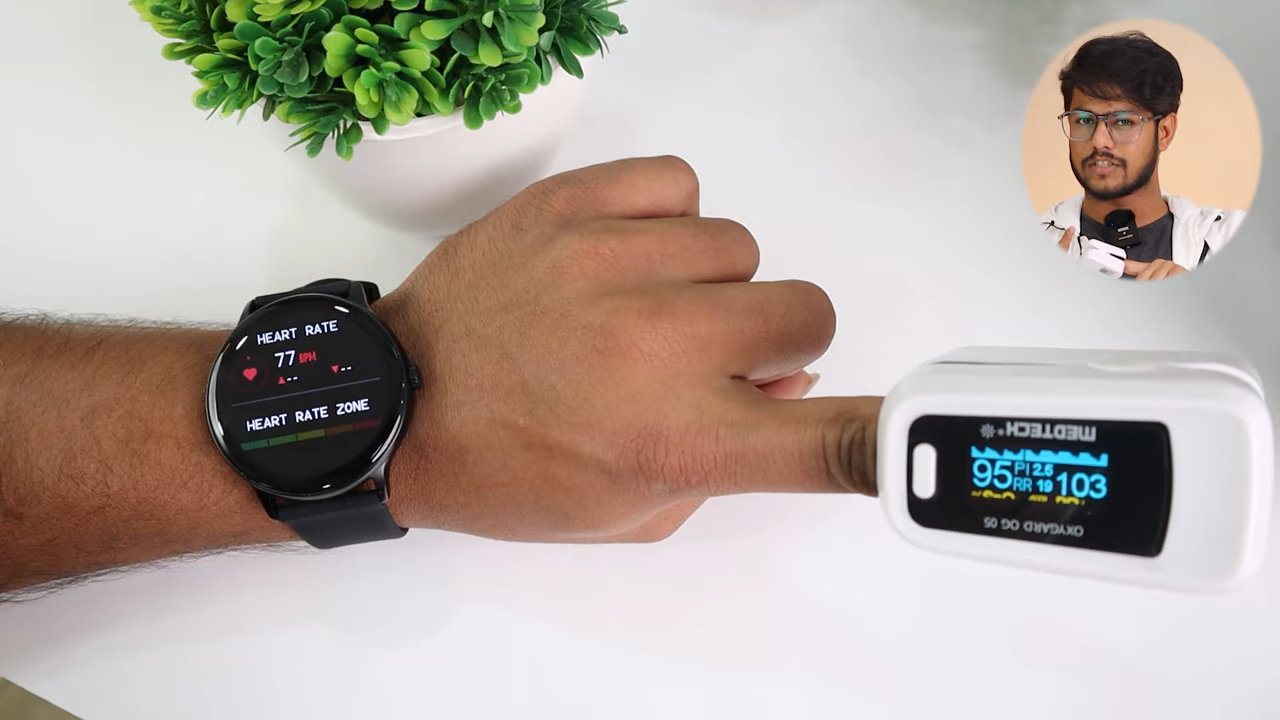 HEART RATE
77 BPM
-- --
HEART RATE ZONE
MEDTECH
95 PI 2.5 103
RR 19
OXYGARD OG 05